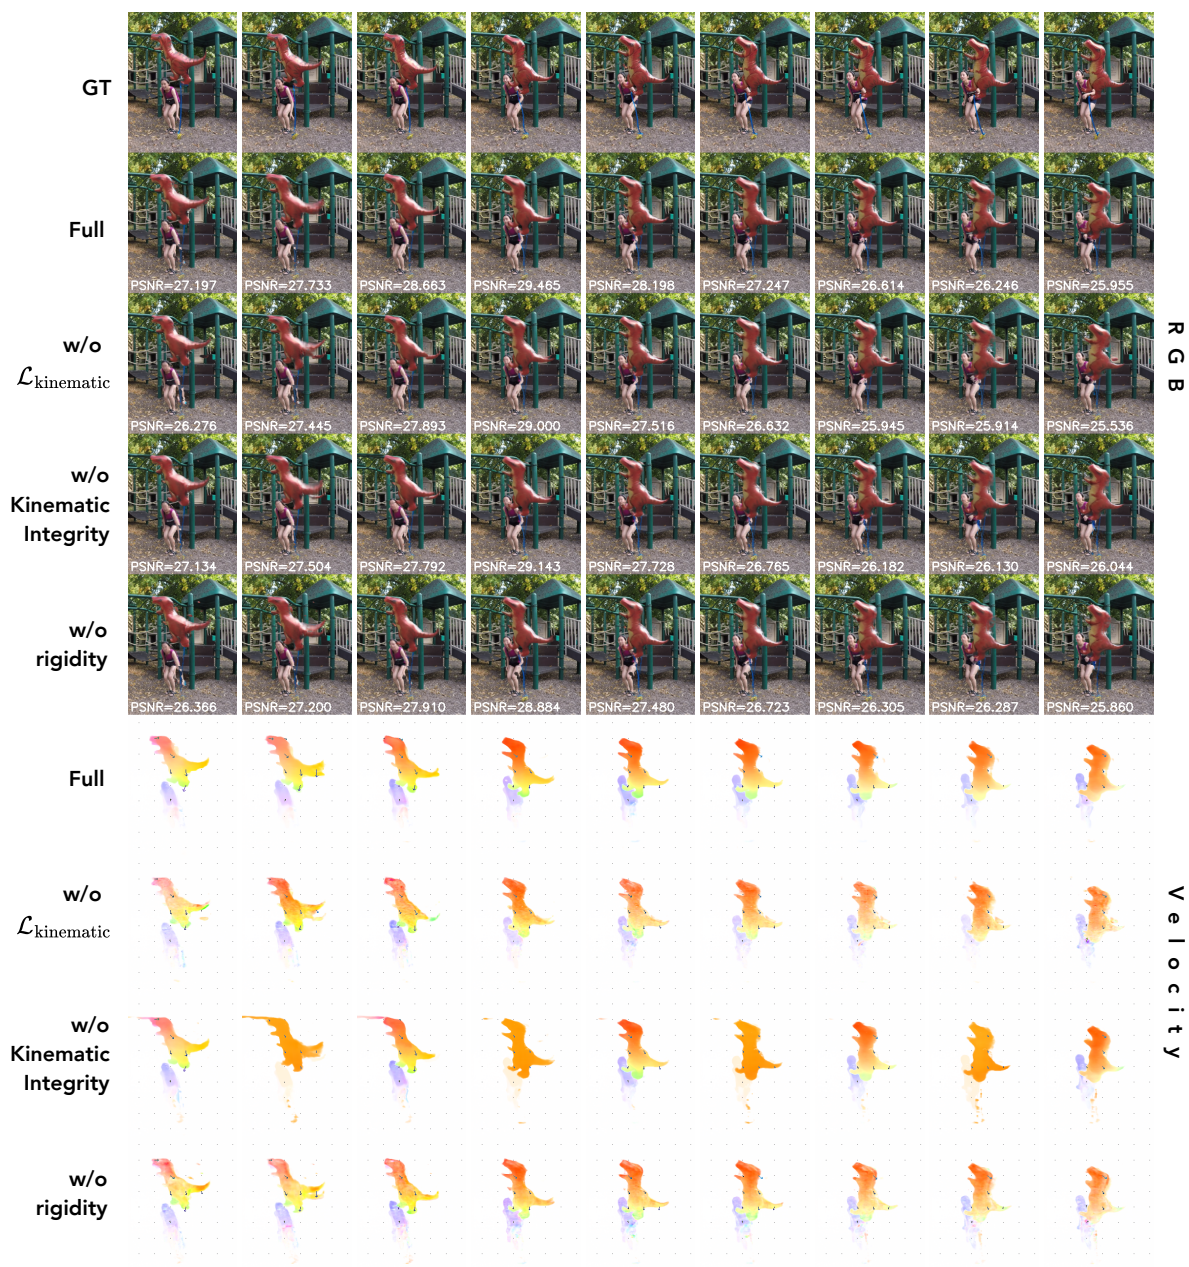 GT
Full
PSNR=27.197 PSNR=27.733 PSNR=28.663 PSNR=29.465 PSNR=28.198 PSNR=27.247 PSNR=26.614 PSNR=26.246 PSNR=25.955
w/o
ℒkinematic
PSNR=26.276 PSNR=27.445 PSNR=27.893 PSNR=29.000 PSNR=27.516 PSNR=26.632 PSNR=25.945 PSNR=25.914 PSNR=25.536
w/o
Kinematic
Integrity
PSNR=27.134 PSNR=27.504 PSNR=27.792 PSNR=29.143 PSNR=27.728 PSNR=26.765 PSNR=26.182 PSNR=26.130 PSNR=26.044
w/o
rigidity
PSNR=26.366 PSNR=27.200 PSNR=27.910 PSNR=28.884 PSNR=27.480 PSNR=26.723 PSNR=26.305 PSNR=26.287 PSNR=25.860
RGB
Full
w/o
ℒkinematic
w/o
Kinematic
Integrity
w/o
rigidity
Velocity